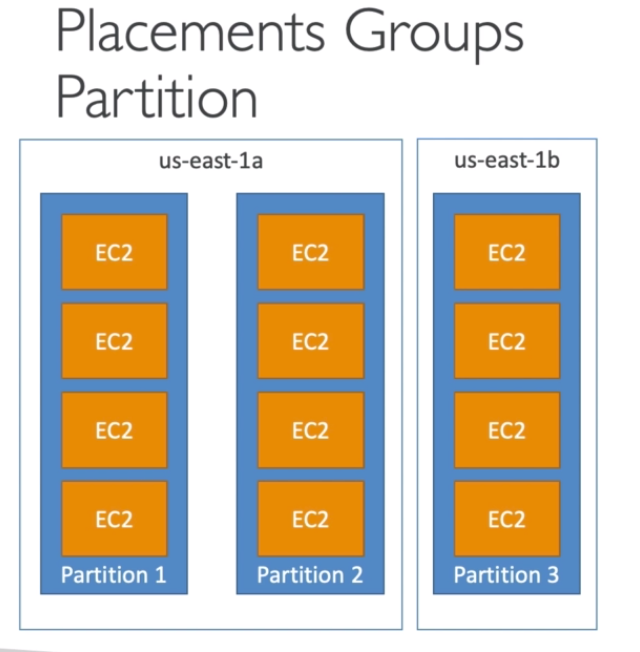 Placements Groups
Partition
us-east-1a
EC2
EC2
EC2
EC2
Partition 1
EC2
EC2
EC2
EC2
Partition 2
us-east-1b
EC2
EC2
EC2
EC2
Partition 3